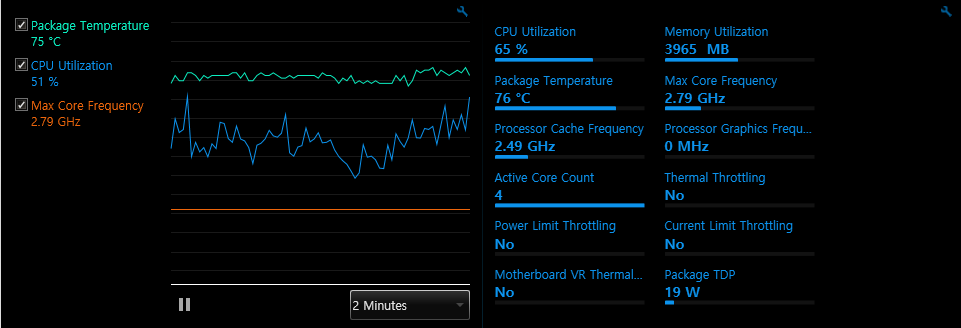 Package Temperature
75 °C
CPU Utilization
51 %
Max Core Frequency
2.79 GHz
2 Minutes
CPU Utilization
65 %
Memory Utilization
3965 MB
Package Temperature
76 °C
Max Core Frequency
2.79 GHz
Processor Cache Frequency
2.49 GHz
Processor Graphics Frequ...
0 MHz
Active Core Count
4
Thermal Throttling
No
Power Limit Throttling
No
Current Limit Throttling
No
Motherboard VR Thermal...
No
Package TDP
19 W